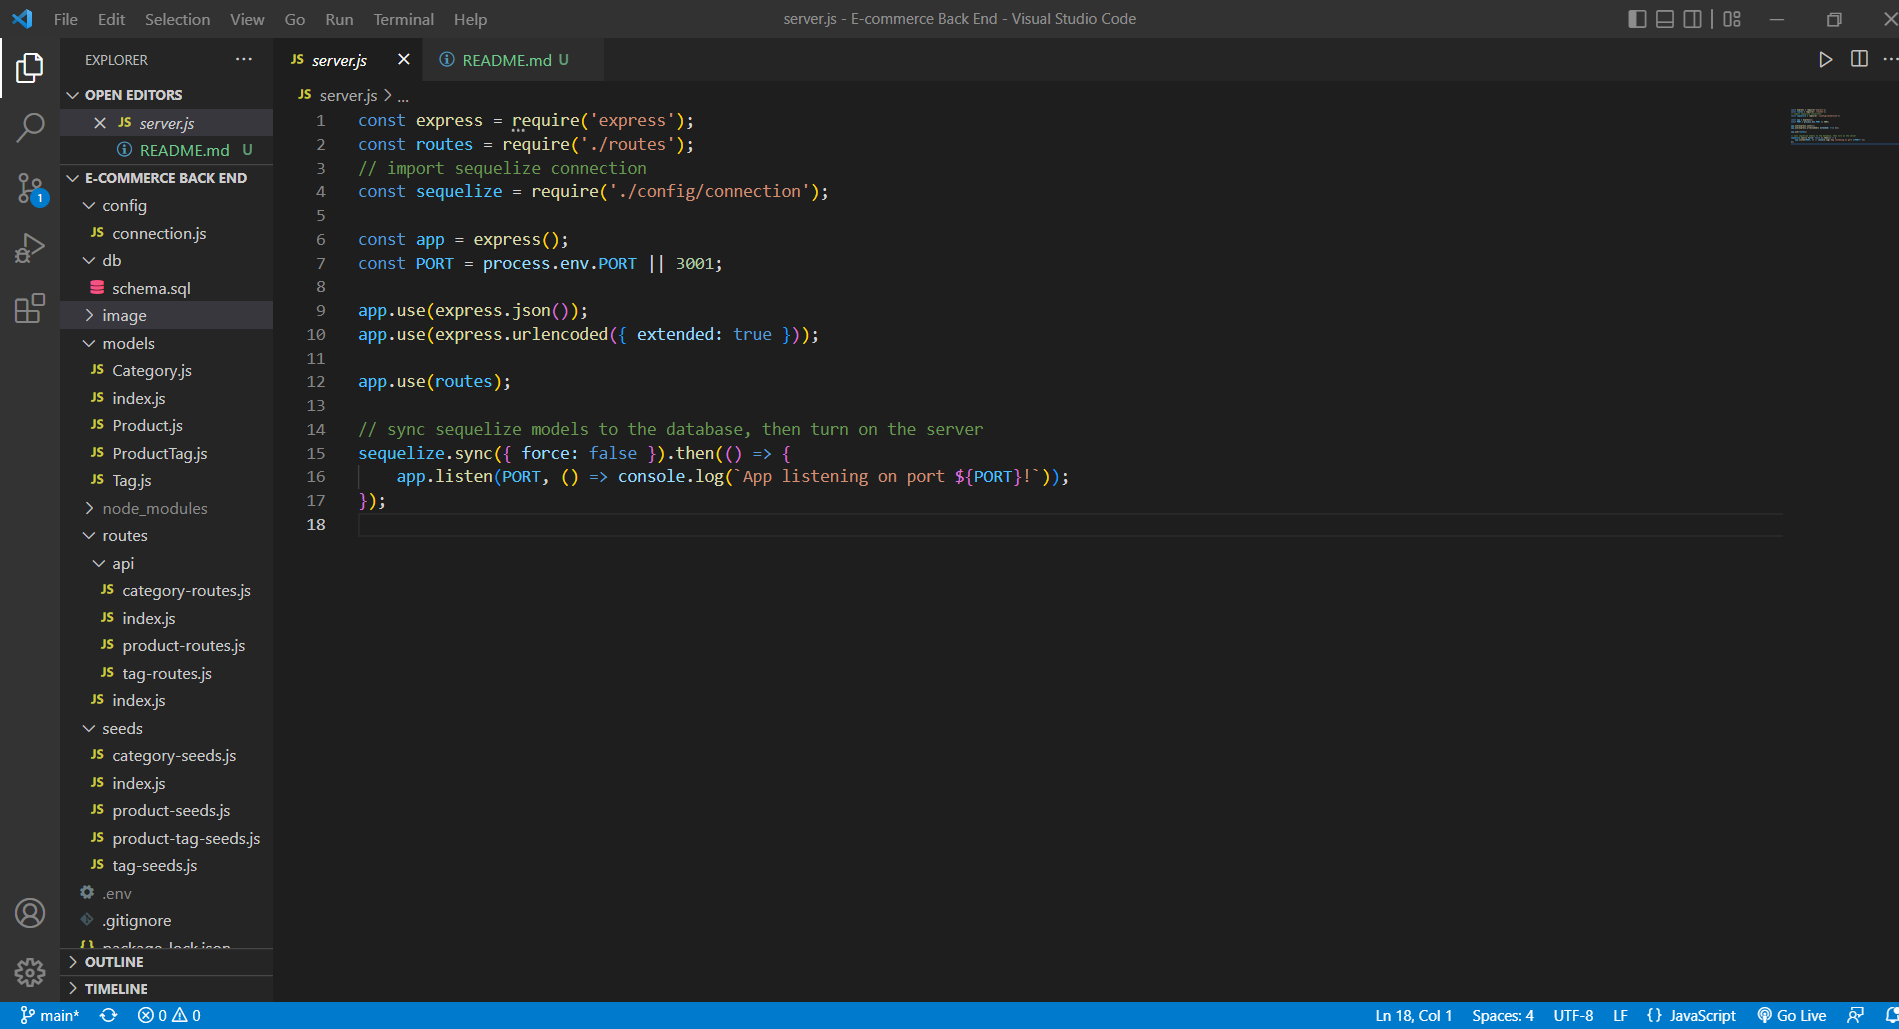 File Edit Selection View Go Run Terminal Help
server.js - E-commerce Back End - Visual Studio Code
EXPLORER
OPEN EDITORS
JS server.js
README.md U
E-COMMERCE BACK END
config
JS connection.js
db
schema.sql
image
models
JS Category.js
JS index.js
JS Product.js
JS ProductTag.js
JS Tag.js
node_modules
routes
api
JS category-routes.js
JS index.js
JS product-routes.js
JS tag-routes.js
JS index.js
seeds
JS category-seeds.js
JS index.js
JS product-seeds.js
JS product-tag-seeds.js
JS tag-seeds.js
.env
.gitignore
{} package-lock.json
OUTLINE
TIMELINE
1
JS server.js
README.md U
JS server.js > ...
1 const express = require('express');
2 const routes = require('./routes');
3 // import sequelize connection
4 const sequelize = require('./config/connection');
5
6 const app = express();
7 const PORT = process.env.PORT || 3001;
8
9 app.use(express.json());
10 app.use(express.urlencoded({ extended: true }));
11
12 app.use(routes);
13
14 // sync sequelize models to the database, then turn on the server
15 sequelize.sync({ force: false }).then(() => {
16 app.listen(PORT, () => console.log(`App listening on port ${PORT}!`));
17 });
18
main* 0 0
Ln 18, Col 1 Spaces: 4 UTF-8 LF {} JavaScript Go Live